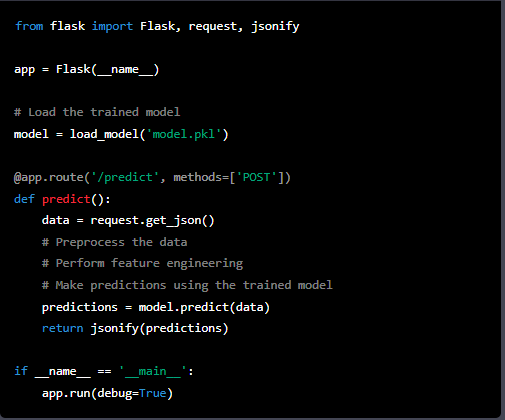 from flask import Flask, request, jsonify
app = Flask(__name__)
# Load the trained model
model = load_model('model.pkl')
@app.route('/predict', methods=['POST'])
def predict():
    data = request.get_json()
    # Preprocess the data
    # Perform feature engineering
    # Make predictions using the trained model
    predictions = model.predict(data)
    return jsonify(predictions)
if __name__ == '__main__':
    app.run(debug=True)